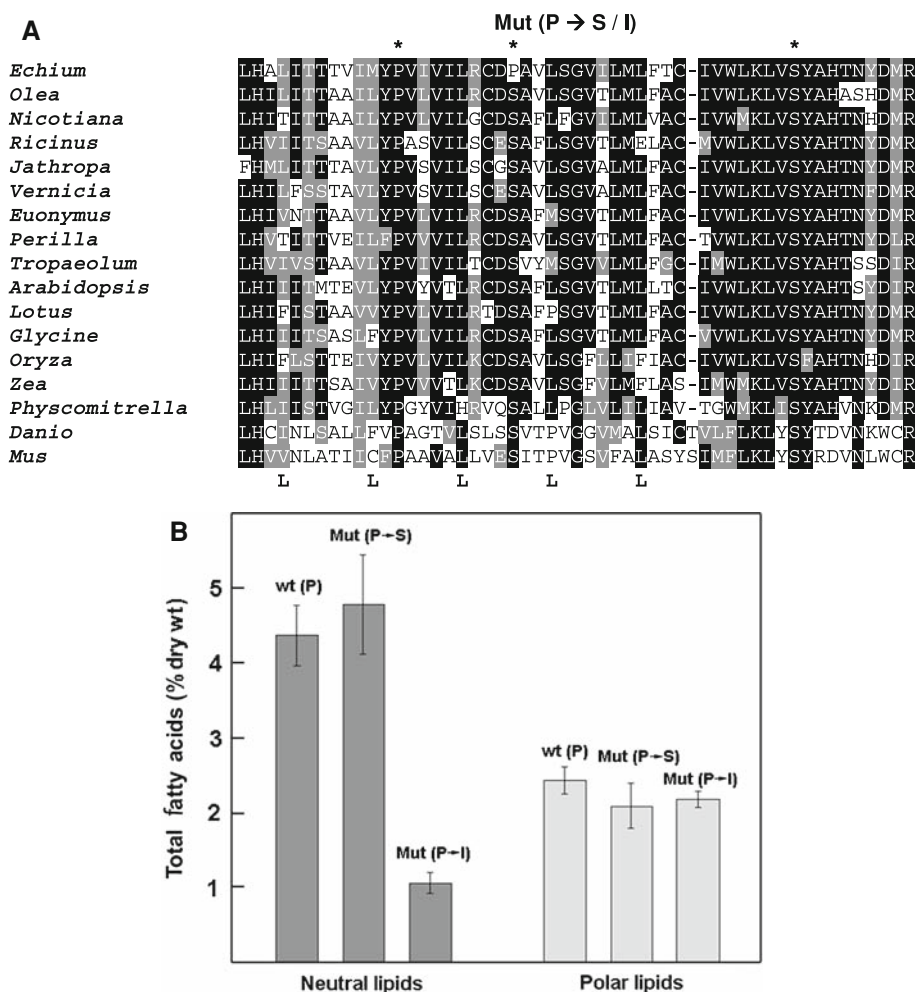 A
Mut (P → S / I)
* * *
Echium LHALITTTVIMYPVIVILRCDPAVLSGVILMLFTC-IVWLKLVSYAHTNYDMR
Olea LHILITTAAILYPVLVILRCDSAVLSGVTLMLFAC-IVWLKLVSYAHASHDMR
Nicotiana LHITITTAAILYPVLVILGCDSAFLFGVILMLVAC-IVWMKLVSYAHTNHDMR
Ricinus LHVIITSAAVLYPASVILSCESAFLSGVTLMELAC-MVWLKLVSYAHTNYDMR
Jathropa FHMLITTTAVLYPVSVILSCGSAVLSGVALMLFAC-IVWLKLVSYAHTNYDMR
Vernicia LHILFSSTAVLYPVSVILSCESAVLSGVALMLFAC-IVWLKLVSYAHTNFDMR
Euonymus LHIVNTTAAVLYPVLVILRCDSAFMSGVTLMLFAC-IVWLKLVSYAHTNYDMR
Perilla LHVTITTVEILFPVVVILRCDSAVLSGVTLMLFAC-TVWLKLVSYAHTNYDLR
Tropaeolum LHVIVSTAAVLYPVIVILTCDSVYMSGVVLMLFGC-IMWLKLVSYAHTSSDIR
Arabidopsis LHIIITMTEVLYPVYVTLRCDSAFLSGVTLMLLTC-IVWLKLVSYAHTSYDIR
Lotus LHIFISTAAVVYPVLVILRTDSAFPSGVTLMLFAC-IVWLKLVSYAHTNYDMR
Glycine LHIIITSASLFYPVLVILRCDSAFLSGVTLMLFAC-VVWLKLVSYAHTNYDMR
Oryza LHIFLSTTEIVYPVLVILKCDSAVLSGFLLIFIAC-IVWLKLVSFAHTNHDIR
Zea LHIIITTSAIVYPVVVTLKCDSAVLSGFVLMFLAS-IMWMKLVSYAHTNYDIR
Physcomitrella LHLIISTVGILYPGYVIHRVQSALLPGLVLILIAV-TGWMKLISYAHVNKDMR
Danio LHCINLSALLFVPAGTVLSLSSVTPVGGVMALSICTVLFLKLYSYTDVNKWCR
Mus LHVVNLATIICFPAAVALLVESITPVGSVFALASYSIMFLKLYSYRDVNLWCR
L L L L L
B
Total fatty acids (% dry wt)
5
4
3
2
1
wt (P)
Mut (P→S)
Mut (P→I)
wt (P)
Mut (P→S)
Mut (P→I)
Neutral lipids
Polar lipids